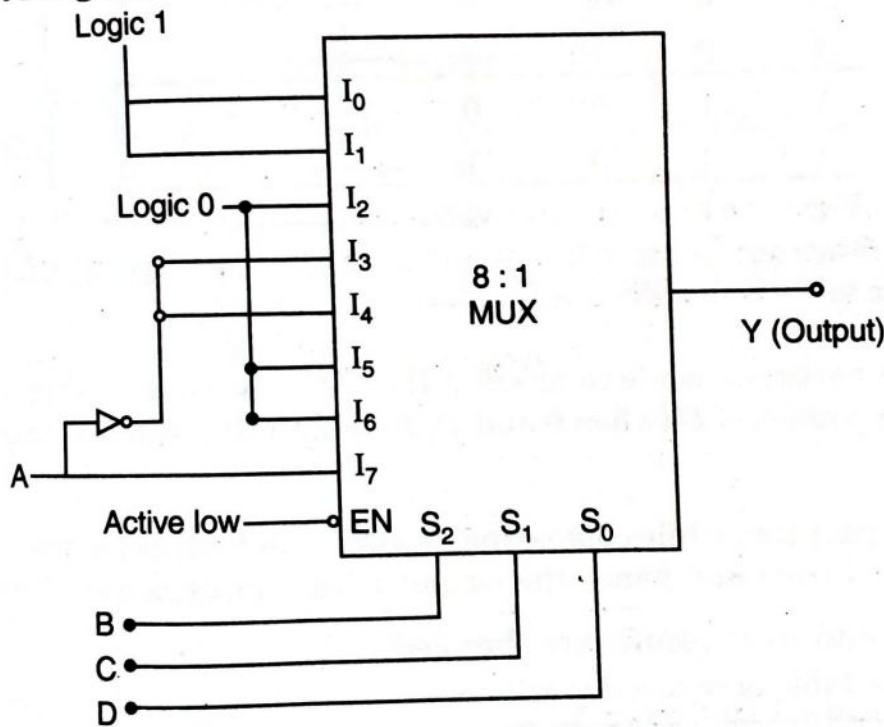 Logic 1
I₀
I₁
Logic 0
I₂
I₃
I₄
8 : 1
MUX
Y (Output)
I₅
I₆
A
I₇
Active low
EN
S₂
S₁
S₀
B
C
D